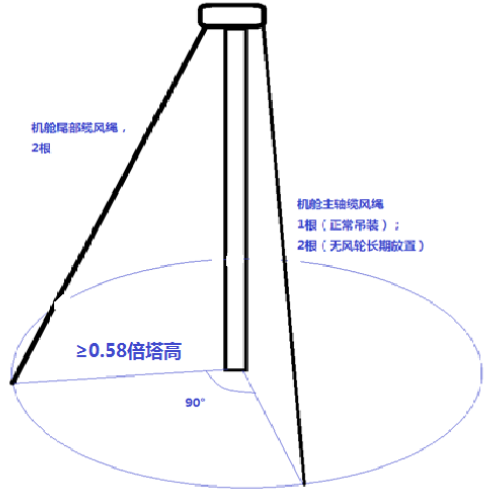 机舱尾部缆风绳，
2根
机舱主轴缆风绳
1根（正常吊装）；
2根（无风轮长期放置）
≥0.58倍塔高
90°